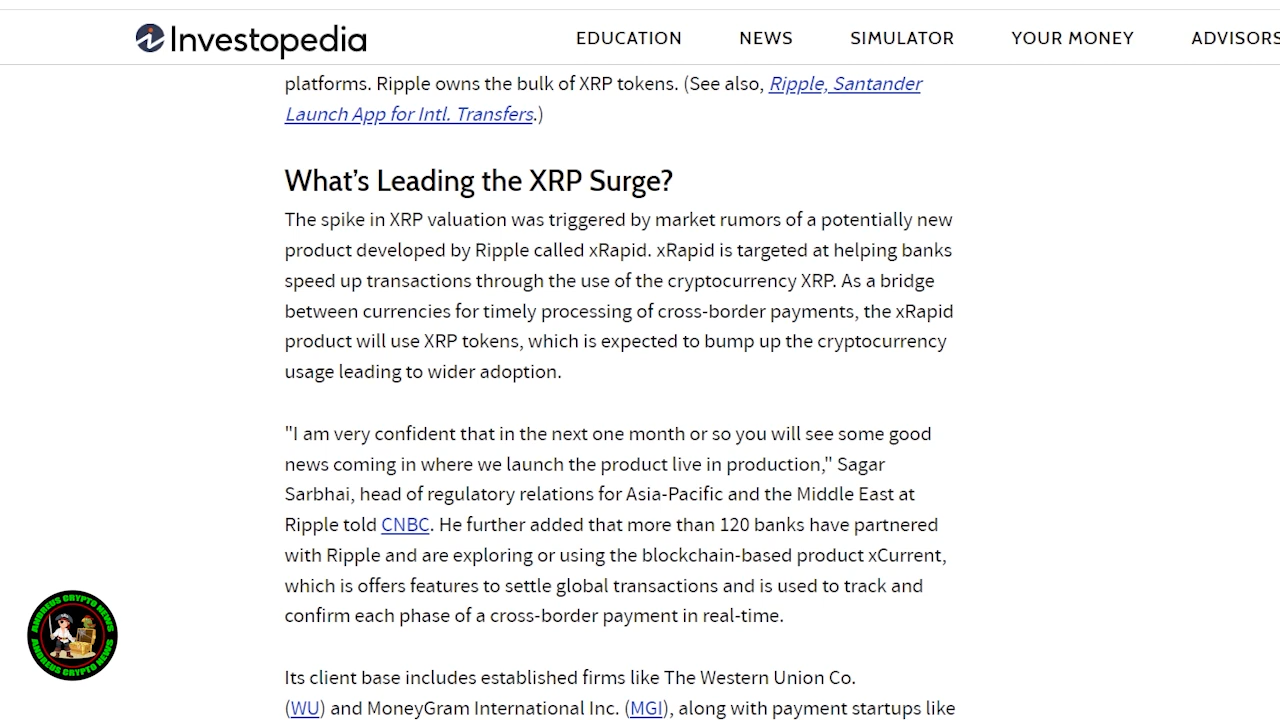 Investopedia
EDUCATION NEWS SIMULATOR YOUR MONEY ADVISORS
platforms. Ripple owns the bulk of XRP tokens. (See also, Ripple, Santander
Launch App for Intl. Transfers.)
What’s Leading the XRP Surge?
The spike in XRP valuation was triggered by market rumors of a potentially new
product developed by Ripple called xRapid. xRapid is targeted at helping banks
speed up transactions through the use of the cryptocurrency XRP. As a bridge
between currencies for timely processing of cross-border payments, the xRapid
product will use XRP tokens, which is expected to bump up the cryptocurrency
usage leading to wider adoption.
"I am very confident that in the next one month or so you will see some good
news coming in where we launch the product live in production," Sagar
Sarbhai, head of regulatory relations for Asia-Pacific and the Middle East at
Ripple told CNBC. He further added that more than 120 banks have partnered
with Ripple and are exploring or using the blockchain-based product xCurrent,
which is offers features to settle global transactions and is used to track and
confirm each phase of a cross-border payment in real-time.
Its client base includes established firms like The Western Union Co.
(WU) and MoneyGram International Inc. (MGI), along with payment startups like
ANDREUS CRYPTO NEWS
ANDREUS CRYPTO NEWS